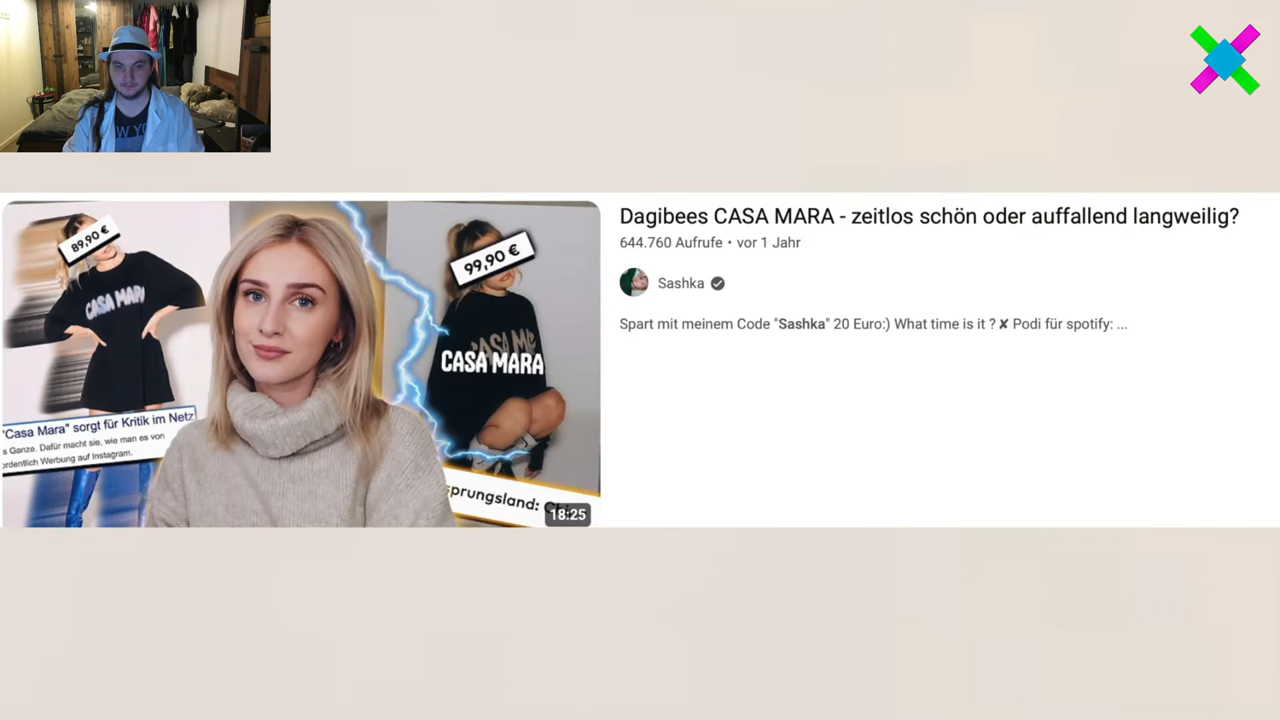 Dagibees CASA MARA - zeitlos schön oder auffallend langweilig?
644.760 Aufrufe • vor 1 Jahr
Sashka
Spart mit meinem Code "Sashka" 20 Euro:) What time is it ? ✘ Podi für spotify: ...
89,90 €
CASA MARA
99,90 €
CASA MARA
"Casa Mara" sorgt für Kritik im Netz
s Ganze. Dafür macht sie, wie man es von
ordentlich Werbung auf Instagram.
sprungsland:
18:25